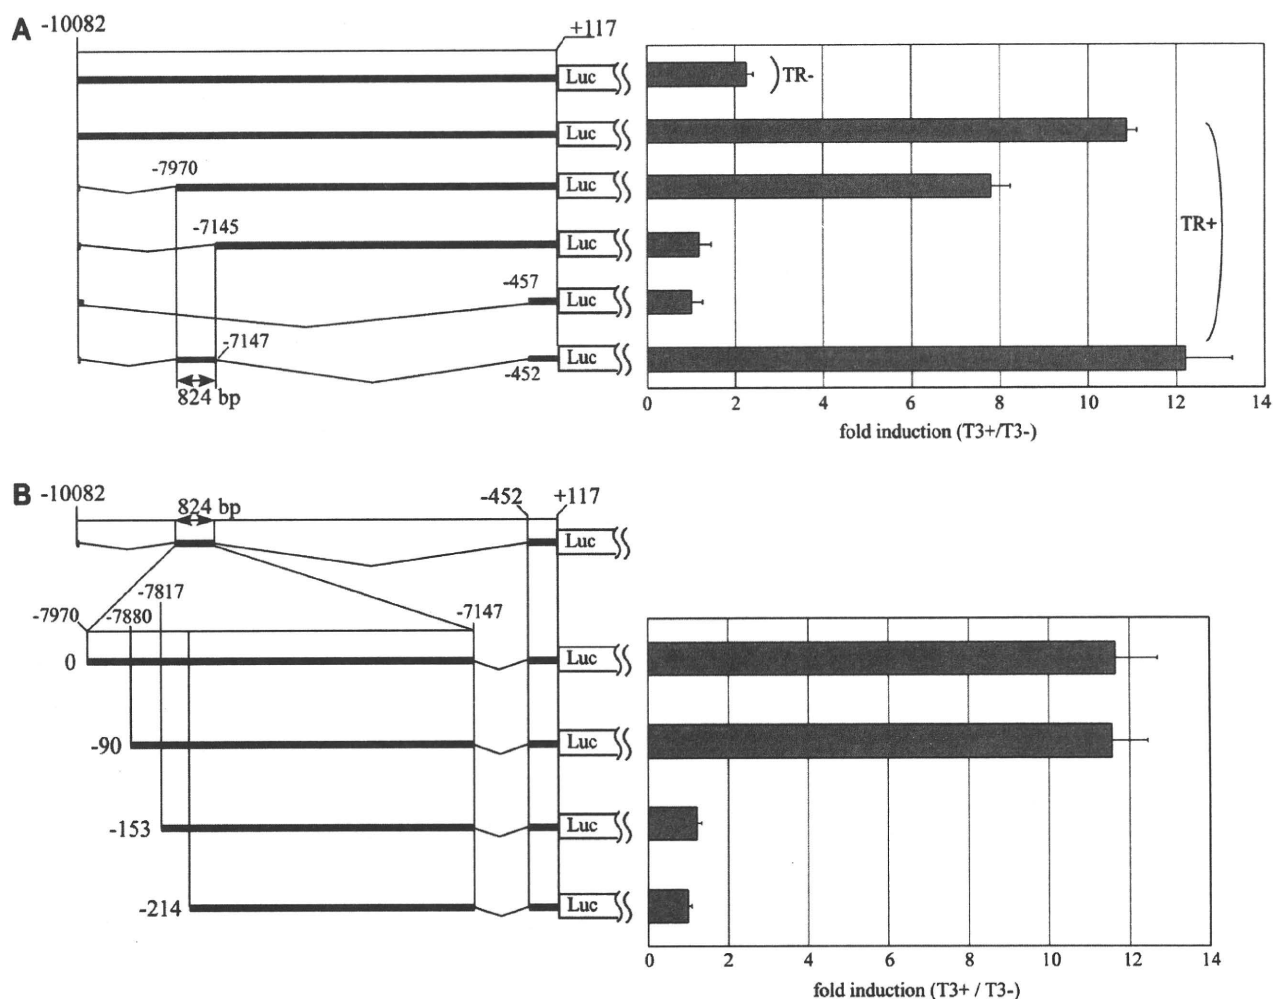 A
-10082
+117
Luc
TR-
Luc
-7970
Luc
-7145
Luc
TR+
-457
Luc
-7147
Luc
-452
824 bp
0 2 4 6 8 10 12 14
fold induction (T3+/T3-)
B
-10082
824 bp
-452
+117
Luc
-7817
-7970
-7880
-7147
0
Luc
-90
Luc
-153
Luc
-214
Luc
0 2 4 6 8 10 12 14
fold induction (T3+ / T3-)